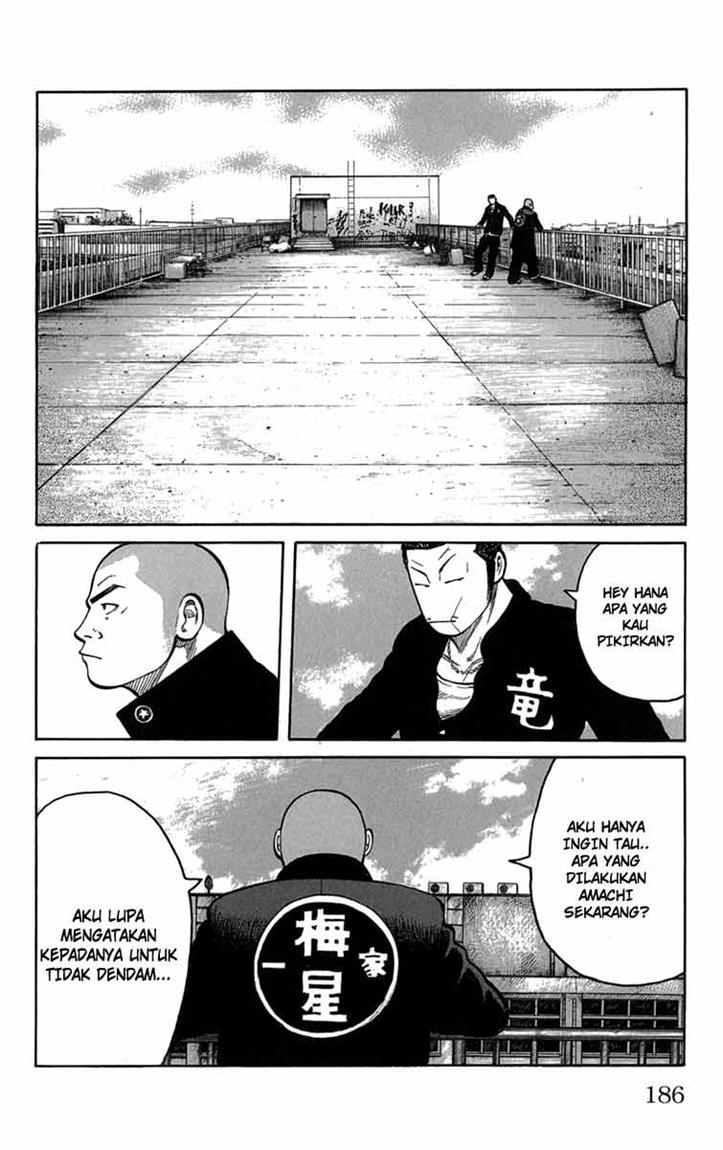 HEY HANA
APA YANG
KAU
PIKIRKAN?
竜
AKU HANYA
INGIN TAU..
APA YANG
DILAKUKAN
AMACHI
SEKARANG?
梅星
一家
AKU LUPA
MENGATAKAN
KEPADANYA UNTUK
TIDAK DENDAM...
186